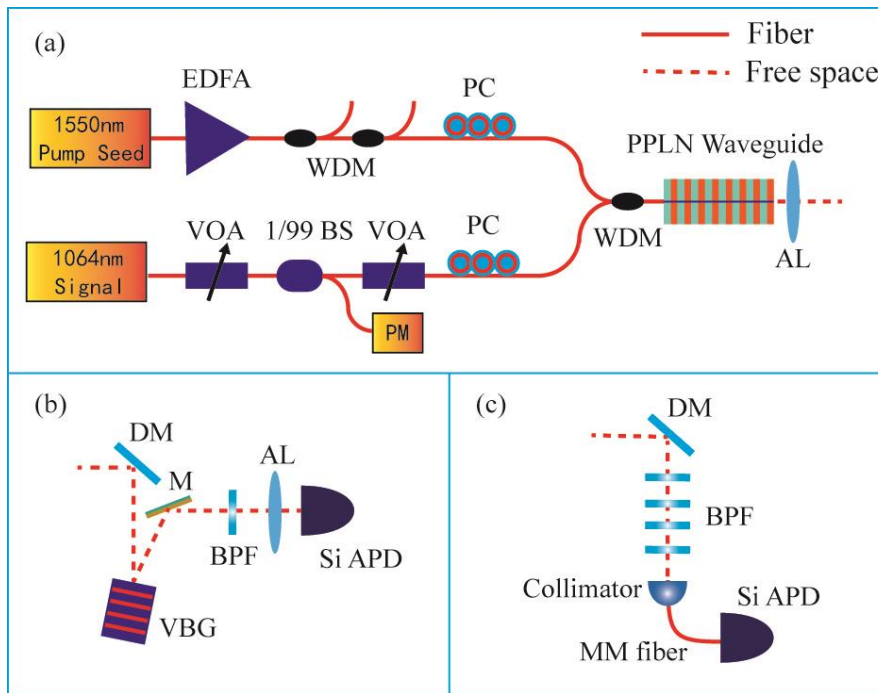 (a)
Fiber
Free space
EDFA
PC
1550nm
Pump Seed
WDM
PPLN Waveguide
VOA
1/99 BS
VOA
PC
WDM
AL
1064nm
Signal
PM
(b)
DM
M
AL
BPF
Si APD
VBG
(c)
DM
BPF
Collimator
Si APD
MM fiber